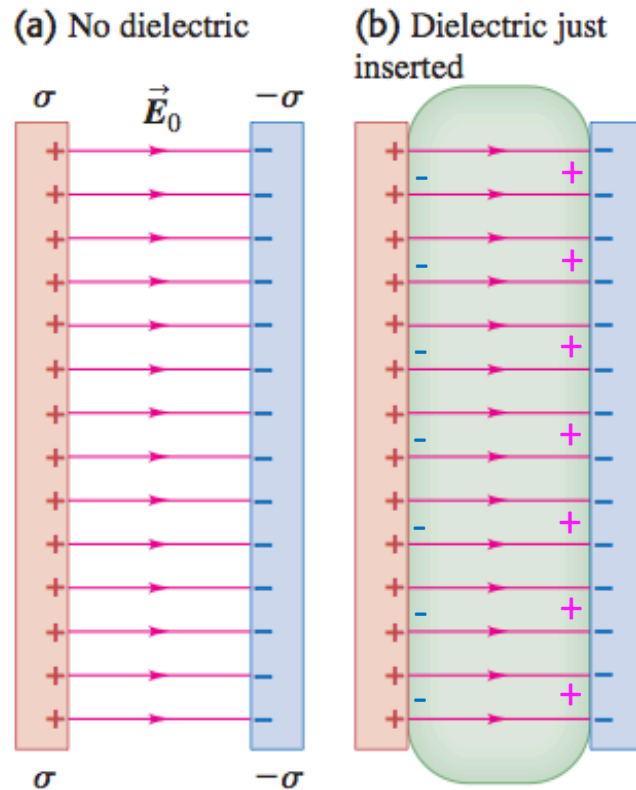 (a) No dielectric
(b) Dielectric just
inserted
σ
E⃗₀
−σ
σ
−σ